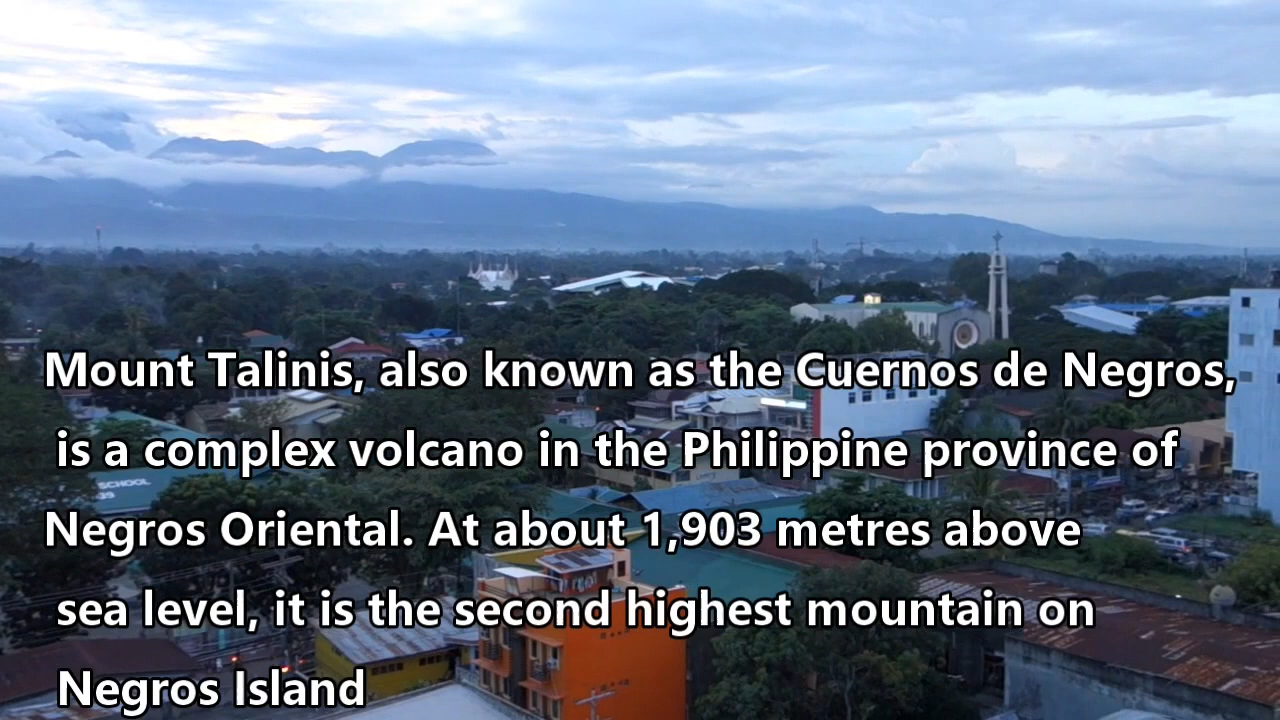 SCHOOL
Mount Talinis, also known as the Cuernos de Negros,
is a complex volcano in the Philippine province of
Negros Oriental. At about 1,903 metres above
sea level, it is the second highest mountain on
Negros Island